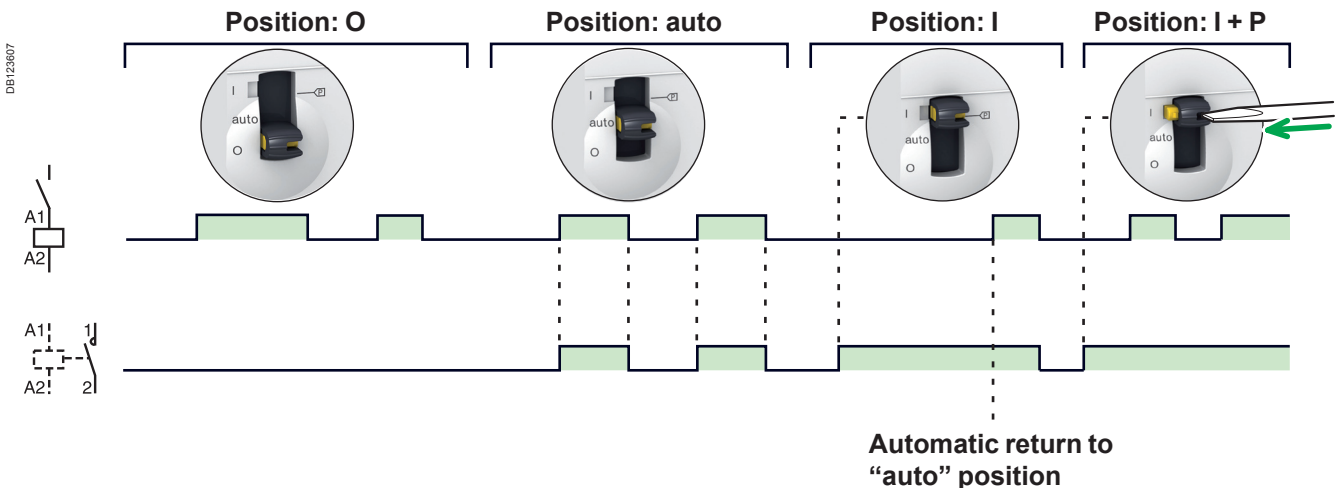 Position: O
Position: auto
Position: I
Position: I + P
DB123607
I
P
auto
O
I
P
auto
O
I
P
auto
O
I
auto
O
A1
A2
A1
1
A2
2
Automatic return to
“auto” position